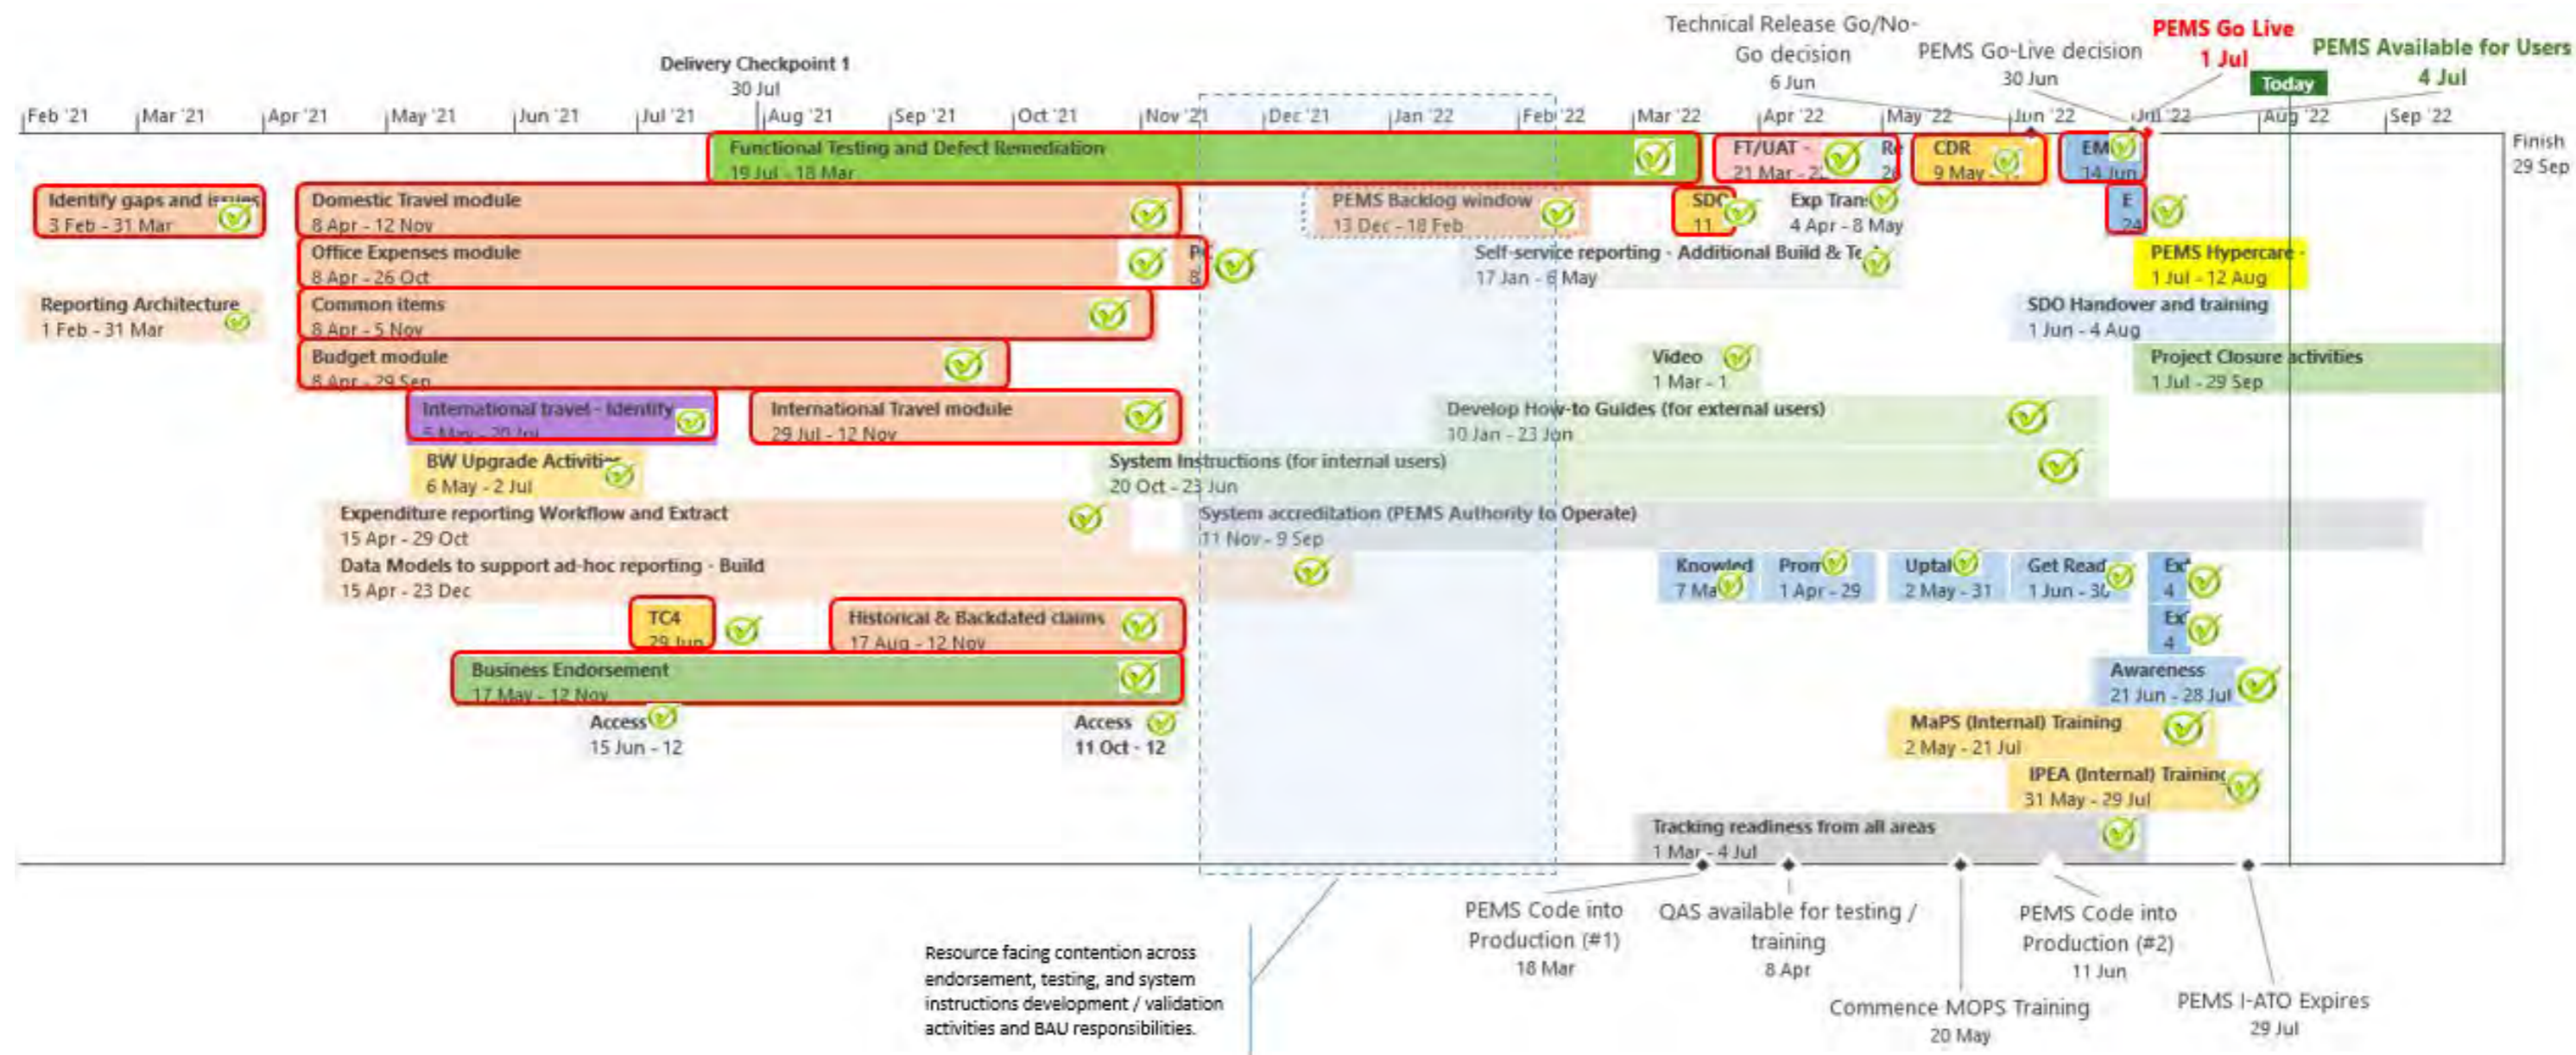 Technical Release Go/No-
Go decision
6 Jun
PEMS Go-Live decision
30 Jun
PEMS Go Live
1 Jul
PEMS Available for Users
4 Jul
Today
Delivery Checkpoint 1
30 Jul
Feb '21
Mar '21
Apr '21
May '21
Jun '21
Jul '21
Aug '21
Sep '21
Oct '21
Nov '21
Dec '21
Jan '22
Feb '22
Mar '22
Apr '22
May '22
Jun '22
Jul '22
Aug '22
Sep '22
Finish
29 Sep
Functional Testing and Defect Remediation
19 Jul - 18 Mar
FT/UAT -
21 Mar -
Re
CDR
9 May -
EM
14 Jun
Identify gaps and issues
3 Feb - 31 Mar
Domestic Travel module
8 Apr - 12 Nov
PEMS Backlog window
13 Dec - 18 Feb
SDO
11
Exp Trans
4 Apr - 8 May
E
24
Office Expenses module
8 Apr - 26 Oct
8
Self-service reporting - Additional Build & Te
17 Jan - 6 May
PEMS Hypercare -
1 Jul - 12 Aug
Reporting Architecture
1 Feb - 31 Mar
Common items
8 Apr - 5 Nov
SDO Handover and training
1 Jun - 4 Aug
Budget module
8 Apr - 29 Sep
Video
1 Mar - 1
Project Closure activities
1 Jul - 29 Sep
International travel - Identify
5 May - 20 Jul
International Travel module
29 Jul - 12 Nov
Develop How-to Guides (for external users)
10 Jan - 23 Jun
BW Upgrade Activities
6 May - 2 Jul
System Instructions (for internal users)
20 Oct - 23 Jun
Expenditure reporting Workflow and Extract
15 Apr - 29 Oct
System accreditation (PEMS Authority to Operate)
11 Nov - 9 Sep
Data Models to support ad-hoc reporting - Build
15 Apr - 23 Dec
Knowled
7 Ma
Prom
1 Apr - 29
Uptak
2 May - 31
Get Read
1 Jun - 30
Ex
4
TC4
29 Jun
Historical & Backdated claims
17 Aug - 12 Nov
Ex
4
Business Endorsement
17 May - 12 Nov
Awareness
21 Jun - 28 Jul
Access
15 Jun - 12
Access
11 Oct - 12
MaPS (Internal) Training
2 May - 21 Jul
IPEA (Internal) Training
31 May - 29 Jul
Tracking readiness from all areas
1 Mar - 4 Jul
PEMS Code into
Production (#1)
18 Mar
QAS available for testing /
training
8 Apr
Commence MOPS Training
20 May
PEMS Code into
Production (#2)
11 Jun
PEMS I-ATO Expires
29 Jul
Resource facing contention across
endorsement, testing, and system
instructions development / validation
activities and BAU responsibilities.